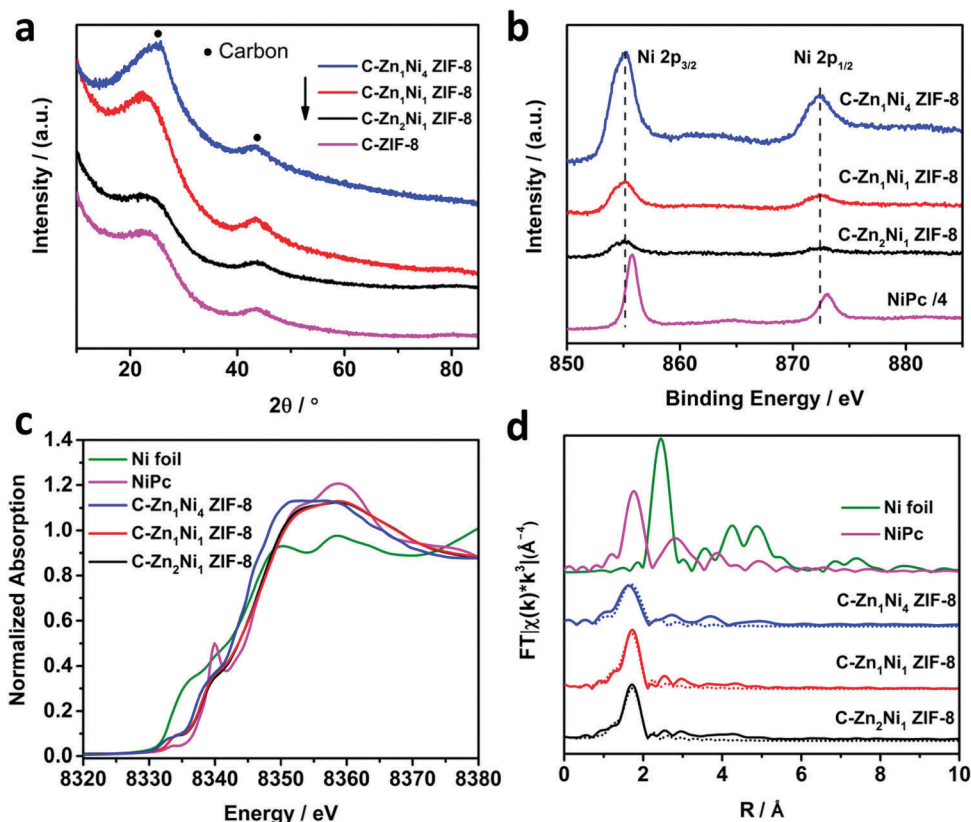 a
Carbon
C-Zn₁Ni₄ ZIF-8
C-Zn₁Ni₁ ZIF-8
C-Zn₂Ni₁ ZIF-8
C-ZIF-8
Intensity / (a.u.)
20 40 60 80
2θ / °
b
Ni 2p₃/₂ Ni 2p₁/₂
C-Zn₁Ni₄ ZIF-8
C-Zn₁Ni₁ ZIF-8
C-Zn₂Ni₁ ZIF-8
NiPc /4
Intensity / (a.u.)
850 860 870 880
Binding Energy / eV
c
Ni foil
NiPc
C-Zn₁Ni₄ ZIF-8
C-Zn₁Ni₁ ZIF-8
C-Zn₂Ni₁ ZIF-8
Normalized Absorption
1.4
1.2
1.0
0.8
0.6
0.4
0.2
0.0
8320 8330 8340 8350 8360 8370 8380
Energy / eV
d
Ni foil
NiPc
C-Zn₁Ni₄ ZIF-8
C-Zn₁Ni₁ ZIF-8
C-Zn₂Ni₁ ZIF-8
FT|χ(k)*k³|(Å⁻⁴)
0 2 4 6 8 10
R / Å